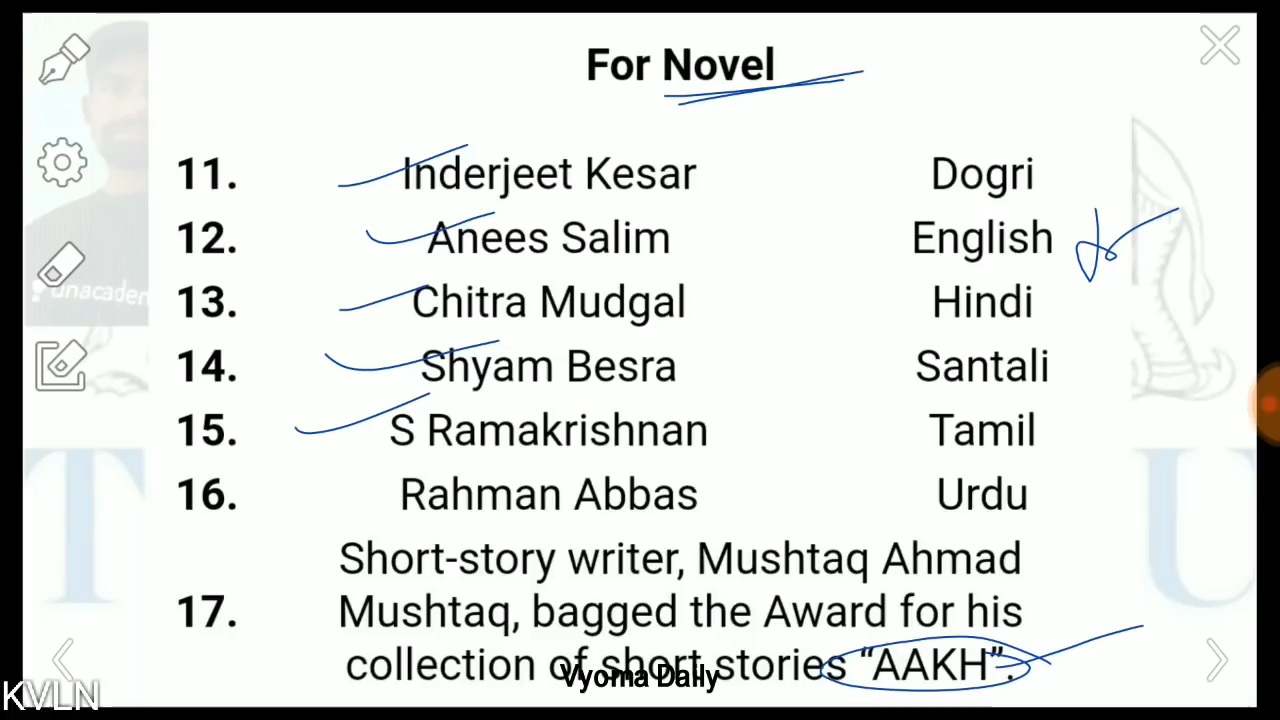 For Novel
11. Inderjeet Kesar Dogri
12. Anees Salim English
13. Chitra Mudgal Hindi
14. Shyam Besra Santali
15. S Ramakrishnan Tamil
16. Rahman Abbas Urdu
Short-story writer, Mushtaq Ahmad
17. Mushtaq, bagged the Award for his
collection of short stories “AAKH”.
Vyoma Daily
KVLN
unacadem
T U